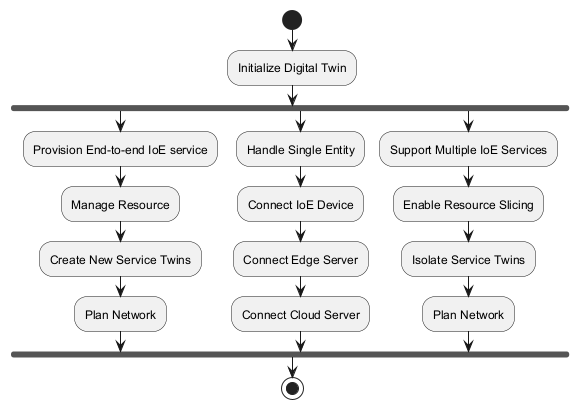 Initialize Digital Twin
Provision End-to-end IoE service
Handle Single Entity
Support Multiple IoE Services
Manage Resource
Connect IoE Device
Enable Resource Slicing
Create New Service Twins
Connect Edge Server
Isolate Service Twins
Plan Network
Connect Cloud Server
Plan Network